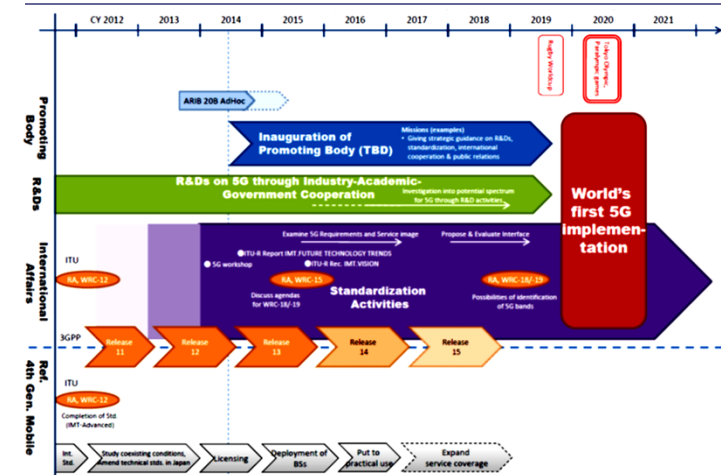 CY 2012 2013 2014 2015 2016 2017 2018 2019 2020 2021
Rugby Worldcup
Tokyo Olympic,
Paralympic games
Promoting
Body
ARIB 20B AdHoc
Inauguration of
Promoting Body (TBD)
Missions (examples)
• Giving strategic guidance on R&Ds,
standardization, international
cooperation & public relations
R&Ds
R&Ds on 5G through Industry-Academic-
Government Cooperation
Investigation into potential spectrum
for 5G through R&D activities
World's
first 5G
implemen-
tation
International
Affairs
Examine 5G Requirements and Service image
Propose & Evaluate Interface
ITU
ITU-R Report IMT.FUTURE TECHNOLOGY TRENDS
5G workshop
ITU-R Rec. IMT.VISION
RA, WRC-12
RA, WRC-15
RA, WRC-18/-19
Standardization
Activities
Discuss agendas
for WRC-18/-19
Possibilities of identification
of 5G bands
3GPP
Release
11
Release
12
Release
13
Release
14
Release
15
Ref.
4th Gen. Mobile
ITU
RA, WRC-12
Completion of Std.
(IMT-Advanced)
Int.
Std.
Study coexisting conditions,
Amend technical stds. in Japan
Licensing
Deployment of
BSs
Put to
practical use
Expand
service coverage